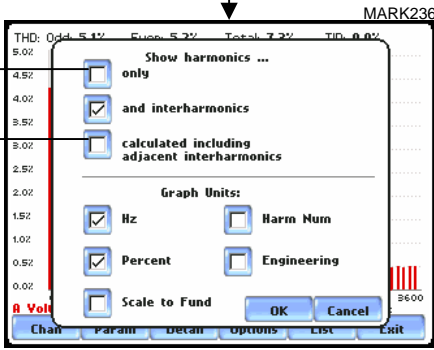 MARK236
THD: Odd: 5.1% Even: 5.2% Total: 7.3% TID: 0.0%
5.0%
Show harmonics ...
only
4.5%
4.0%
and interharmonics
3.5%
3.0%
calculated including
adjacent interharmonics
2.5%
2.0%
Graph Units:
1.5%
Hz
Harm Num
1.0%
0.5%
Percent
Engineering
0.0%
Scale to Fund
OK
Cancel
3600
A Vol
Chan Param Detail Options List Exit